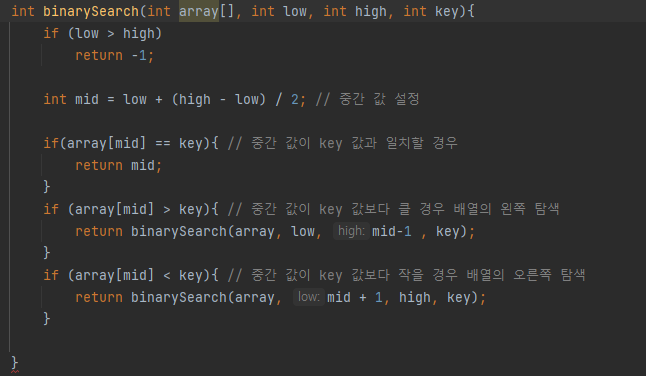 int binarySearch(int array[], int low, int high, int key){
if (low > high)
return -1;
int mid = low + (high - low) / 2; // 중간 값 설정
if(array[mid] == key){ // 중간 값이 key 값과 일치할 경우
return mid;
}
if (array[mid] > key){ // 중간 값이 key 값보다 클 경우 배열의 왼쪽 탐색
return binarySearch(array, low, high: mid-1 , key);
}
if (array[mid] < key){ // 중간 값이 key 값보다 작을 경우 배열의 오른쪽 탐색
return binarySearch(array, low: mid + 1, high, key);
}
}